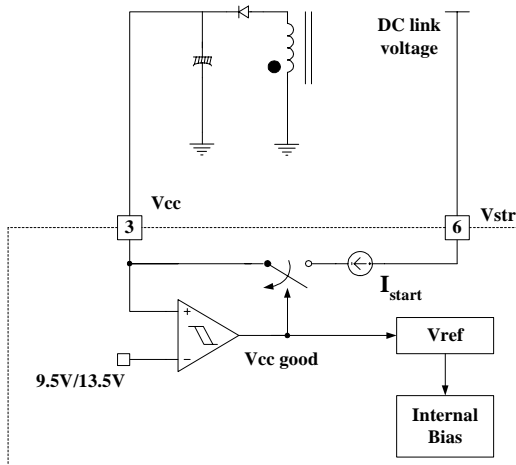 DC link
voltage
Vcc
3
6
Vstr
I start
+
−
Vcc good
Vref
9.5V/13.5V
Internal
Bias